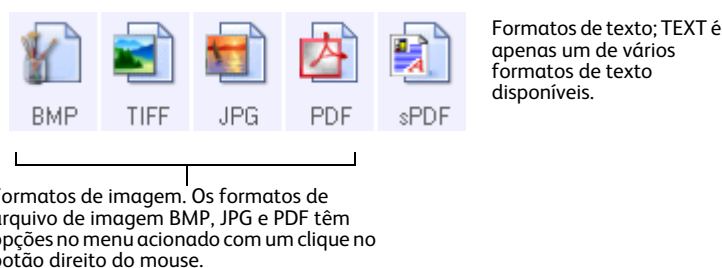 Formatos de texto; TEXT é
apenas um de vários
formatos de texto
disponíveis.
BMP TIFF JPG PDF sPDF
Formatos de imagem. Os formatos de
arquivo de imagem BMP, JPG e PDF têm
opções no menu acionado com um clique no
botão direito do mouse.